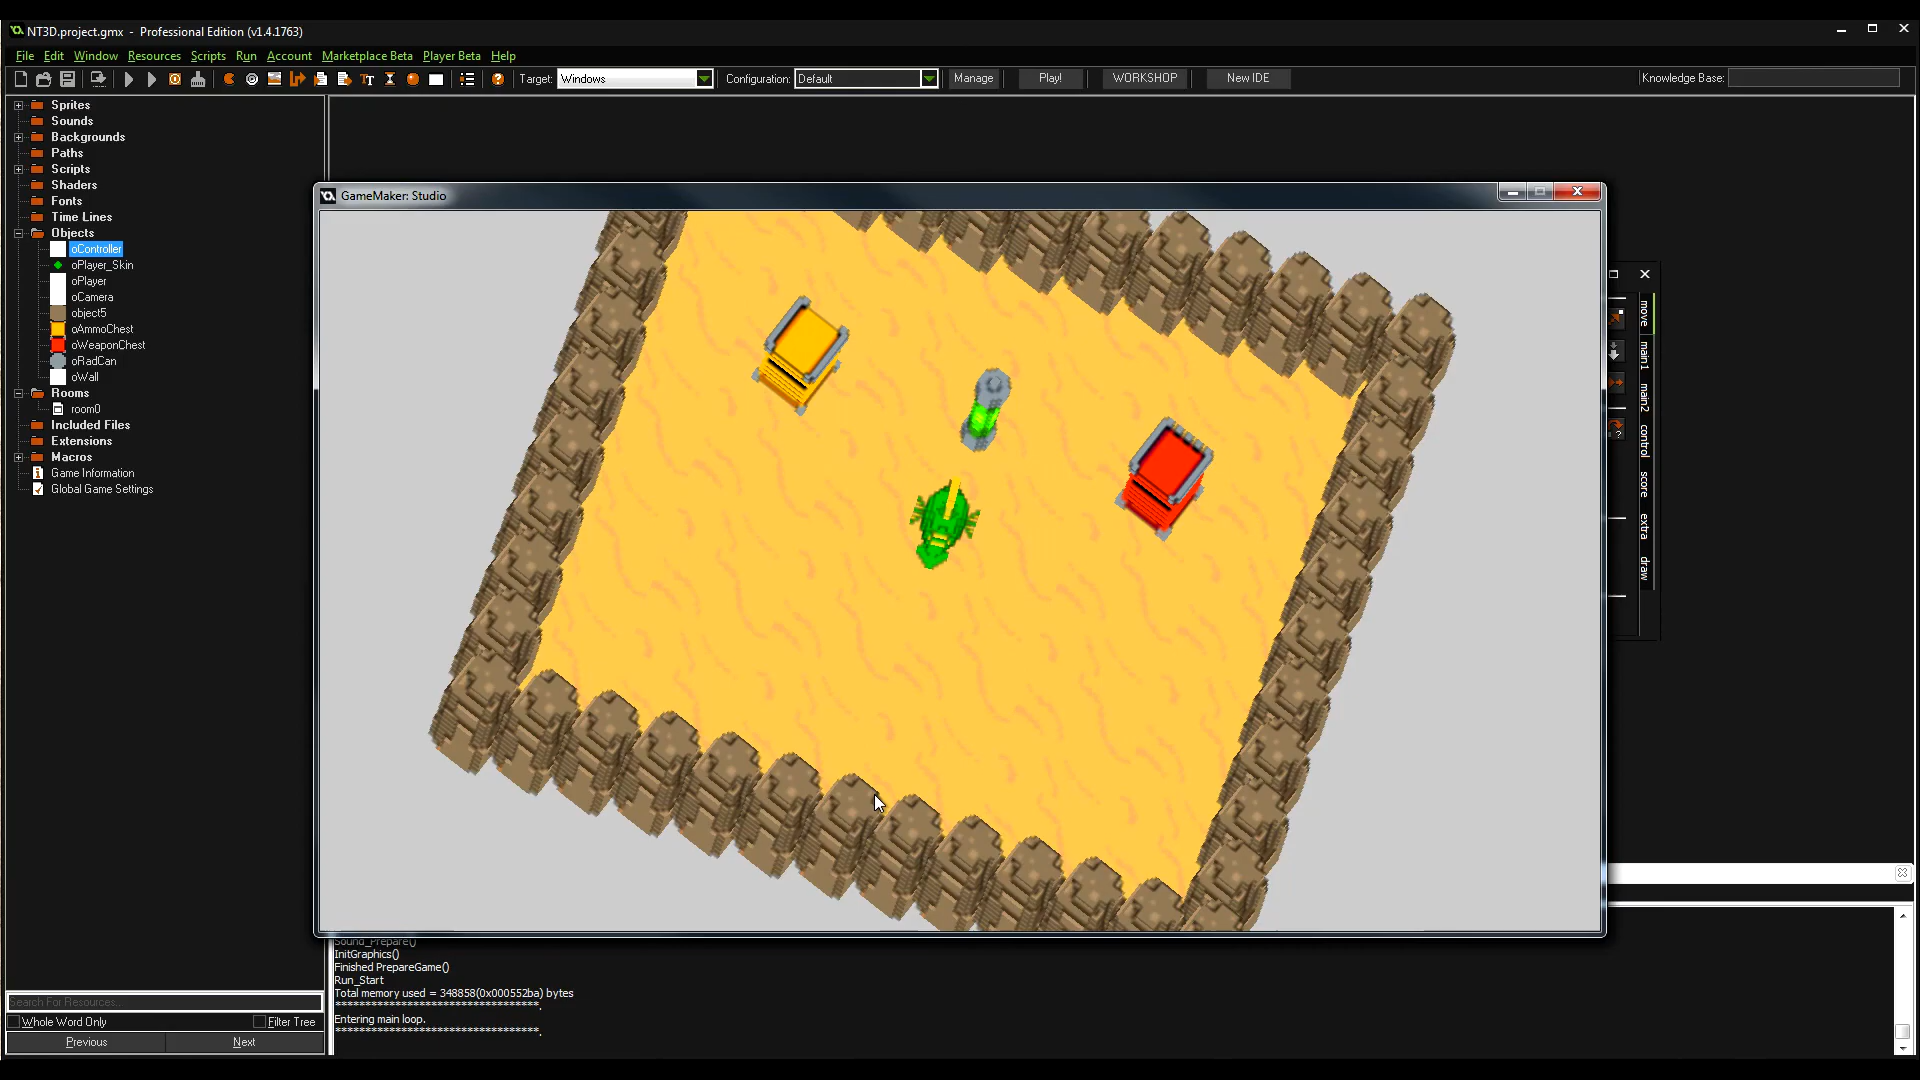 NT3D.project.gmx - Professional Edition (v1.4.1763)
File Edit Window Resources Scripts Run Account Marketplace Beta Player Beta Help
Target: Windows Configuration: Default Manage Play! WORKSHOP New IDE Knowledge Base:
Sprites
Sounds
Backgrounds
Paths
Scripts
Shaders
Fonts
Time Lines
Objects
oController
oPlayer_Skin
oPlayer
oCamera
object5
oAmmoChest
oWeaponChest
oRadCan
oWall
Rooms
room0
Included Files
Extensions
Macros
Game Information
Global Game Settings
GameMaker: Studio
move
main1
main2
control
score
extra
draw
Sound_Prepare()
InitGraphics()
Finished PrepareGame()
Run_Start
Total memory used = 348858(0x000552ba) bytes
*********************************.
Entering main loop.
*********************************.
Search For Resources...
Whole Word Only Filter Tree
Previous Next